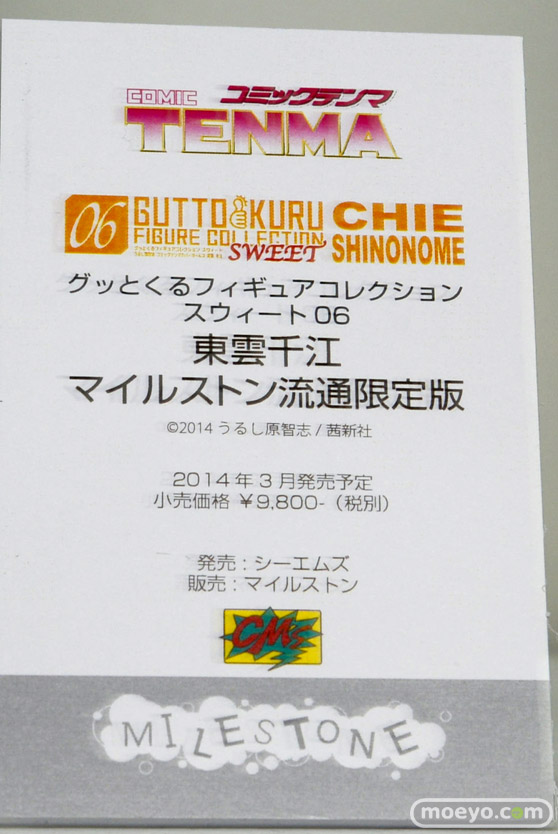 COMIC コミックテンマ
TENMA
06 GUTTO KURU CHIE
FIGURE COLLECTION SHINONOME
SWEET
グッとくるフィギュアコレクション
スウィート06
東雲千江
マイルストン流通限定版
©2014 うるし原智志 / 茜新社
2014年3月発売予定
小売価格 ¥9,800-（税別）
発売 : シーエムズ
販売 : マイルストン
CM's
MILESTONE
moeyo.com